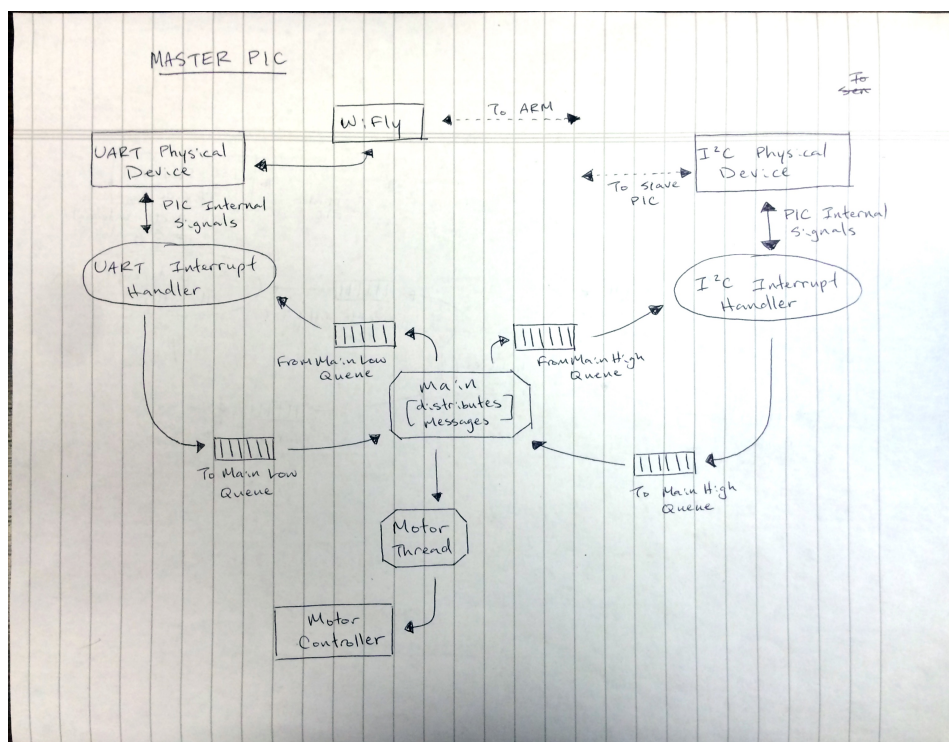 MASTER PIC
To
sen
WiFly
To ARM
UART Physical
Device
I²C Physical
Device
To Slave
PIC
PIC Internal
Signals
PIC Internal
Signals
UART Interrupt
Handler
I²C Interrupt
Handler
From Main Low
Queue
From Main High
Queue
Main
[distributes
messages]
To Main Low
Queue
To Main High
Queue
Motor
Thread
Motor
Controller